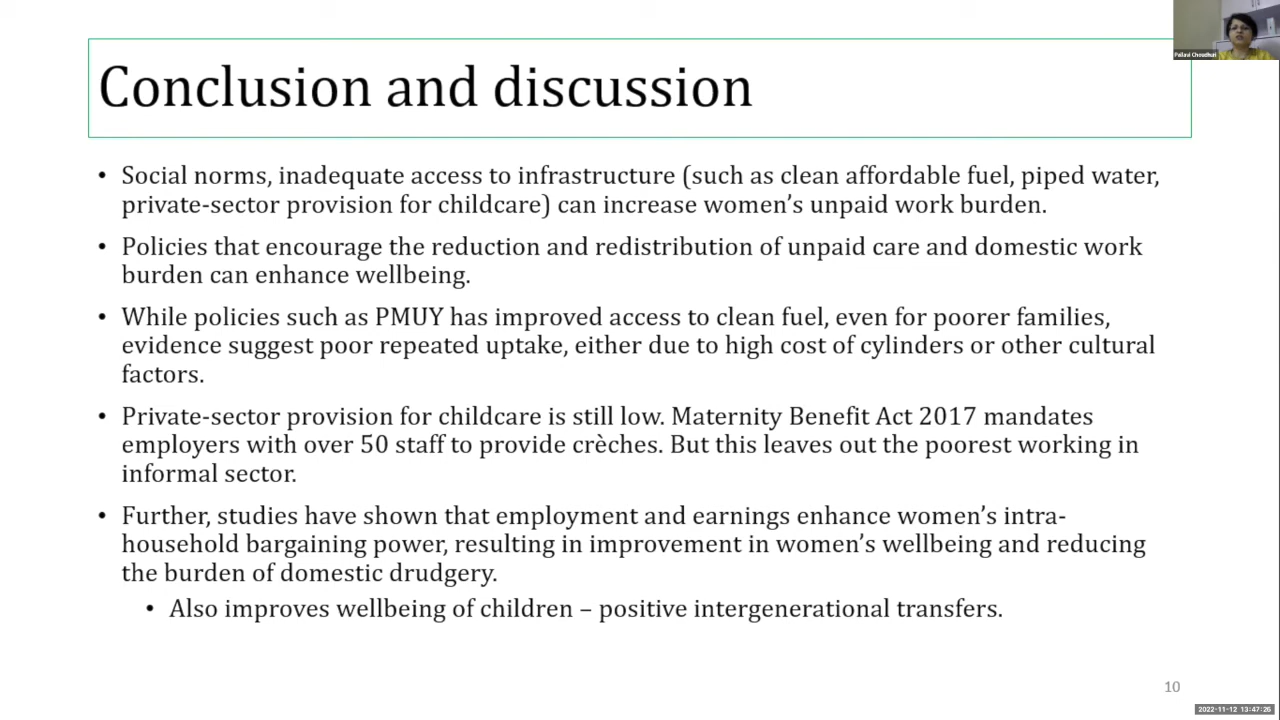 Pallavi Choudhuri
Conclusion and discussion
• Social norms, inadequate access to infrastructure (such as clean affordable fuel, piped water,
private-sector provision for childcare) can increase women's unpaid work burden.
• Policies that encourage the reduction and redistribution of unpaid care and domestic work
burden can enhance wellbeing.
• While policies such as PMUY has improved access to clean fuel, even for poorer families,
evidence suggest poor repeated uptake, either due to high cost of cylinders or other cultural
factors.
• Private-sector provision for childcare is still low. Maternity Benefit Act 2017 mandates
employers with over 50 staff to provide crèches. But this leaves out the poorest working in
informal sector.
• Further, studies have shown that employment and earnings enhance women's intra-
household bargaining power, resulting in improvement in women's wellbeing and reducing
the burden of domestic drudgery.
• Also improves wellbeing of children – positive intergenerational transfers.
10
2022-11-12 13:47:26